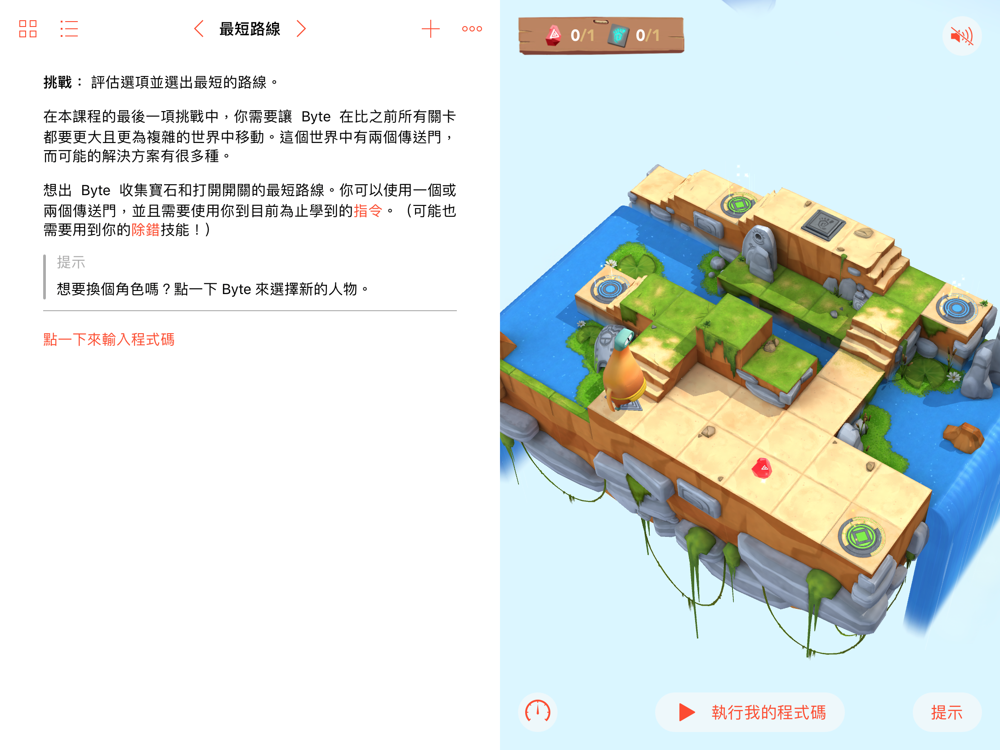 最短路線
挑戰： 評估選項並選出最短的路線。
在本課程的最後一項挑戰中，你需要讓 Byte 在比之前所有關卡
都要更大且更為複雜的世界中移動。這個世界中有兩個傳送門，
而可能的解決方案有很多種。
想出 Byte 收集寶石和打開開關的最短路線。你可以使用一個或
兩個傳送門，並且需要使用你到目前為止學到的指令。（可能也
需要用到你的除錯技能！）
提示
想要換個角色嗎？點一下 Byte 來選擇新的人物。
點一下來輸入程式碼
0/1 0/1
執行我的程式碼
提示